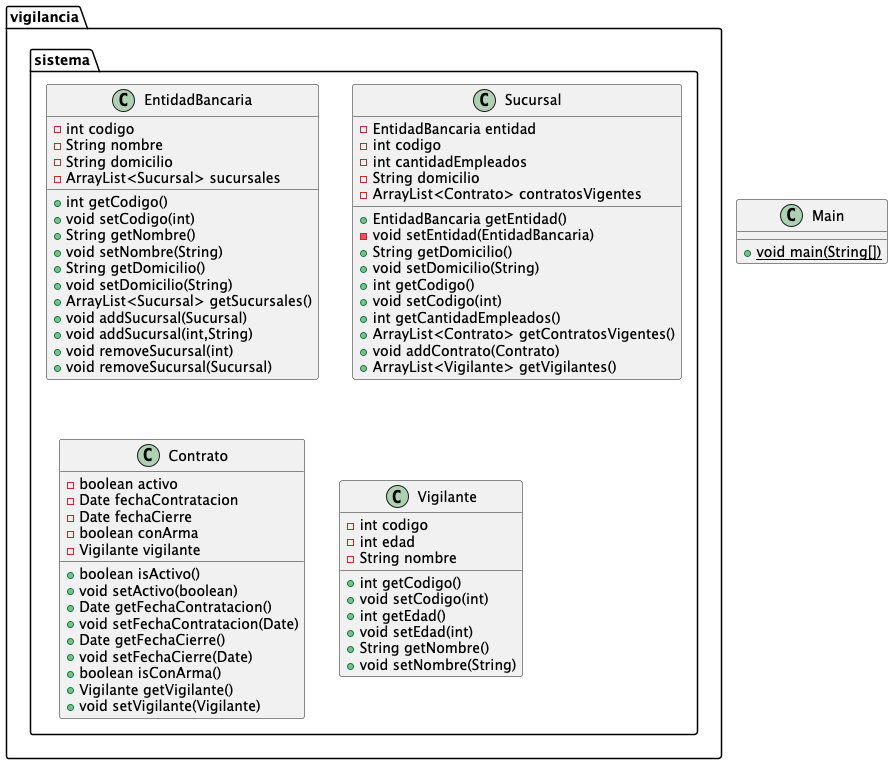 vigilancia
sistema
C EntidadBancaria
int codigo
String nombre
String domicilio
ArrayList<Sucursal> sucursales
int getCodigo()
void setCodigo(int)
String getNombre()
void setNombre(String)
String getDomicilio()
void setDomicilio(String)
ArrayList<Sucursal> getSucursales()
void addSucursal(Sucursal)
void addSucursal(int,String)
void removeSucursal(int)
void removeSucursal(Sucursal)
C Sucursal
EntidadBancaria entidad
int codigo
int cantidadEmpleados
String domicilio
ArrayList<Contrato> contratosVigentes
EntidadBancaria getEntidad()
void setEntidad(EntidadBancaria)
String getDomicilio()
void setDomicilio(String)
int getCodigo()
void setCodigo(int)
int getCantidadEmpleados()
ArrayList<Contrato> getContratosVigentes()
void addContrato(Contrato)
ArrayList<Vigilante> getVigilantes()
C Main
void main(String[])
C Contrato
boolean activo
Date fechaContratacion
Date fechaCierre
boolean conArma
Vigilante vigilante
boolean isActivo()
void setActivo(boolean)
Date getFechaContratacion()
void setFechaContratacion(Date)
Date getFechaCierre()
void setFechaCierre(Date)
boolean isConArma()
Vigilante getVigilante()
void setVigilante(Vigilante)
C Vigilante
int codigo
int edad
String nombre
int getCodigo()
void setCodigo(int)
int getEdad()
void setEdad(int)
String getNombre()
void setNombre(String)